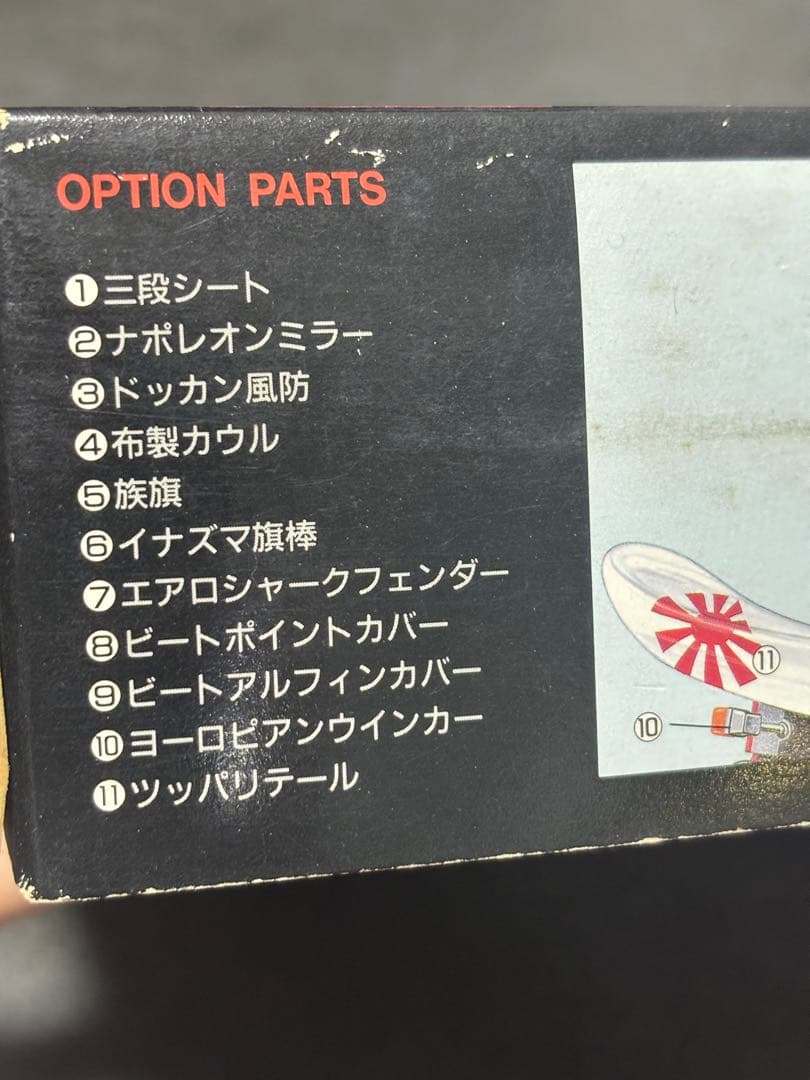 OPTION PARTS
❶三段シート
❷ナポレオンミラー
❸ドッカン風防
❹布製カウル
❺族旗
❻イナズマ旗棒
❼エアロシャークフェンダー
❽ビートポイントカバー
❾ビートアルフィンカバー
❿ヨーロピアンウインカー
⓫ツッパリテール
⑪
⑩